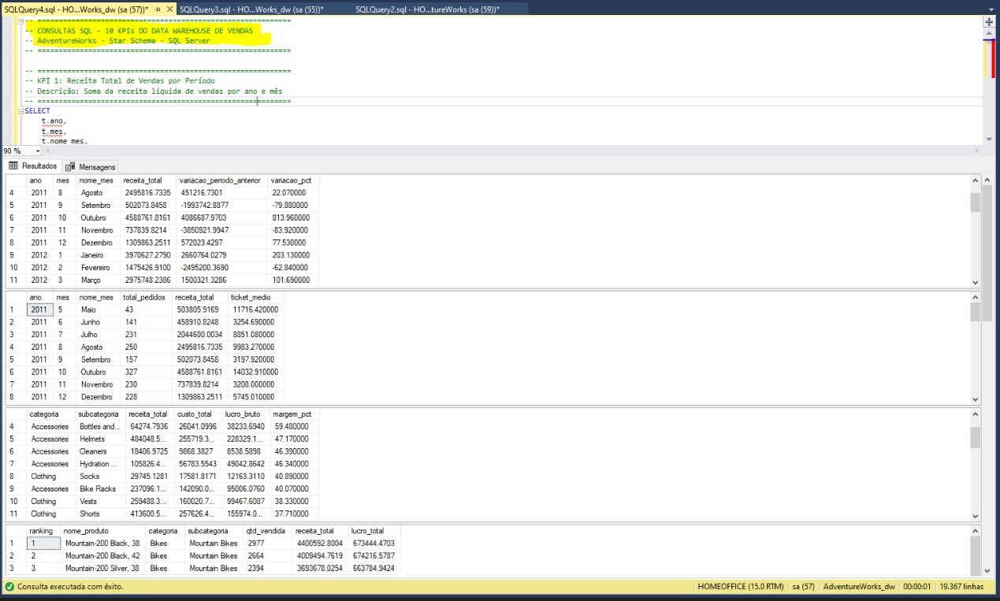 SQLQuery4.sql - HO...Works_dw (sa (57))* SQLQuery3.sql - HO...Works_dw (sa (55))* SQLQuery2.sql - HO...tureWorks (sa (59))*
-- ============================================================
-- CONSULTAS SQL - 10 KPIs DO DATA WAREHOUSE DE VENDAS
-- AdventureWorks - Star Schema - SQL Server
-- ============================================================
-- ============================================================
-- KPI 1: Receita Total de Vendas por Período
-- Descrição: Soma da receita líquida de vendas por ano e mês
-- ============================================================
SELECT
t.ano,
t.mes,
t.nome_mes,
90 %
Resultados Mensagens
ano mes nome_mes receita_total variacao_periodo_anterior variacao_pct
4 2011 8 Agosto 2495816.7335 451216.7301 22.070000
5 2011 9 Setembro 502073.8458 -1993742.8877 -79.880000
6 2011 10 Outubro 4588761.8161 4086687.9703 813.960000
7 2011 11 Novembro 737839.8214 -3850921.9947 -83.920000
8 2011 12 Dezembro 1309863.2511 572023.4297 77.530000
9 2012 1 Janeiro 3970627.2790 2660764.0279 203.130000
10 2012 2 Fevereiro 1475426.9100 -2495200.3690 -62.840000
11 2012 3 Março 2975748.2386 1500321.3286 101.690000
ano mes nome_mes total_pedidos receita_total ticket_medio
1 2011 5 Maio 43 503805.9169 11716.420000
2 2011 6 Junho 141 458910.8248 3254.690000
3 2011 7 Julho 231 2044600.0034 8851.080000
4 2011 8 Agosto 250 2495816.7335 9983.270000
5 2011 9 Setembro 157 502073.8458 3197.920000
6 2011 10 Outubro 327 4588761.8161 14032.910000
7 2011 11 Novembro 230 737839.8214 3208.000000
8 2011 12 Dezembro 228 1309863.2511 5745.010000
categoria subcategoria receita_total custo_total lucro_bruto margem_pct
4 Accessories Bottles and... 64274.7936 26041.0996 38233.6940 59.480000
5 Accessories Helmets 484048.5... 255719.3... 228329.1... 47.170000
6 Accessories Cleaners 18406.9725 9868.3827 8538.5898 46.390000
7 Accessories Hydration ... 105826.4... 56783.5543 49042.8642 46.340000
8 Clothing Socks 29745.1281 17581.8171 12163.3110 40.890000
9 Accessories Bike Racks 237096.1... 142090.0... 95006.0760 40.070000
10 Clothing Vests 259488.3... 160020.7... 99467.6087 38.330000
11 Clothing Shorts 413600.5... 257626.4... 155974.0... 37.710000
ranking nome_produto categoria subcategoria qtd_vendida receita_total lucro_total
1 1 Mountain-200 Black, 38 Bikes Mountain Bikes 2977 4400592.8004 673444.4703
2 2 Mountain-200 Black, 42 Bikes Mountain Bikes 2664 4009494.7619 674216.5787
3 3 Mountain-200 Silver, 38 Bikes Mountain Bikes 2394 3693678.0254 663784.9424
Consulta executada com êxito. HOMEOFFICE (15.0 RTM) sa (57) AdventureWorks_dw 00:00:01 19.367 linhas